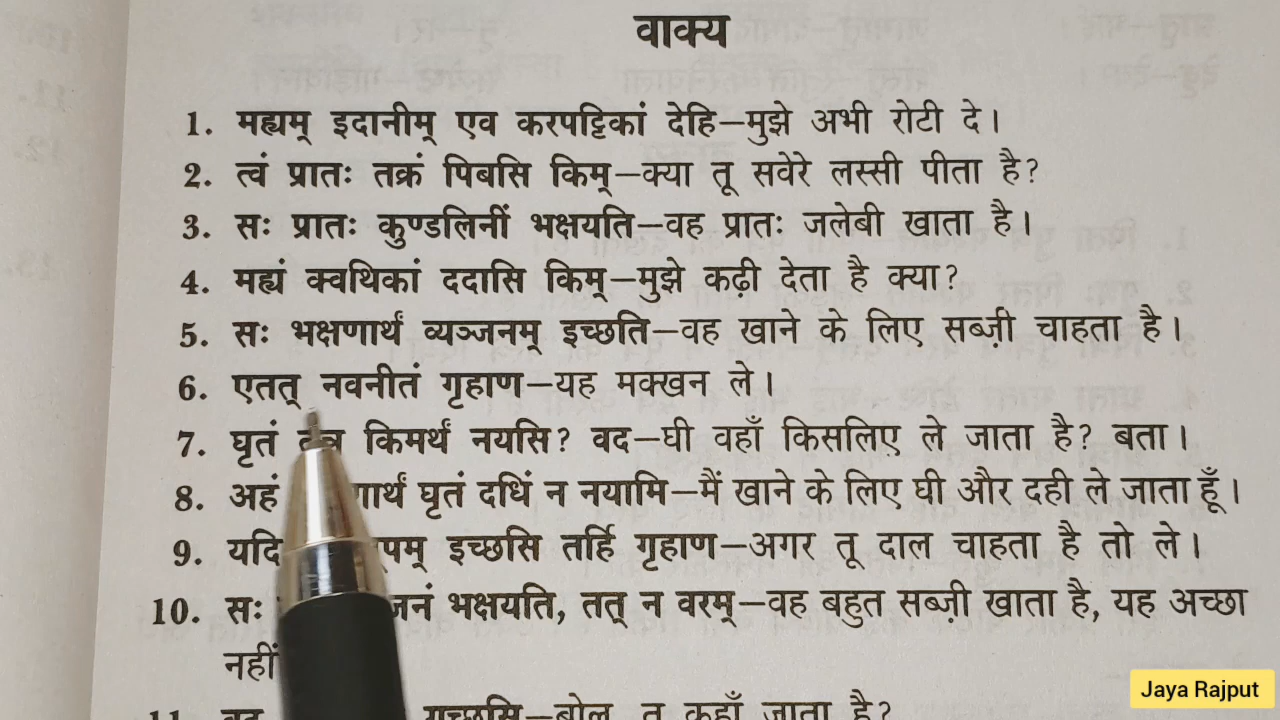 वाक्य
1. मह्यम् इदानीम् एव करपट्टिकां देहि–मुझे अभी रोटी दे।
2. त्वं प्रातः तक्रं पिबसि किम्–क्या तू सवेरे लस्सी पीता है?
3. सः प्रातः कुण्डलिनीं भक्षयति–वह प्रातः जलेबी खाता है।
4. मह्यं क्वथिकां ददासि किम्–मुझे कढ़ी देता है क्या?
5. सः भक्षणार्थं व्यञ्जनम् इच्छति–वह खाने के लिए सब्ज़ी चाहता है।
6. एतत् नवनीतं गृहाण–यह मक्खन ले।
7. घृतं किमर्थं नयसि? वद–घी वहाँ किसलिए ले जाता है? बता।
8. अहं घृतं दधिं न नयामि–मैं खाने के लिए घी और दही ले जाता हूँ।
9. यदि इच्छसि तर्हि गृहाण–अगर तू दाल चाहता है तो ले।
10. सः भक्षयति, तत् न वरम्–वह बहुत सब्ज़ी खाता है, यह अच्छा
नहीं
गच्छसि–बोल, तू कहाँ जाता है?
Jaya Rajput